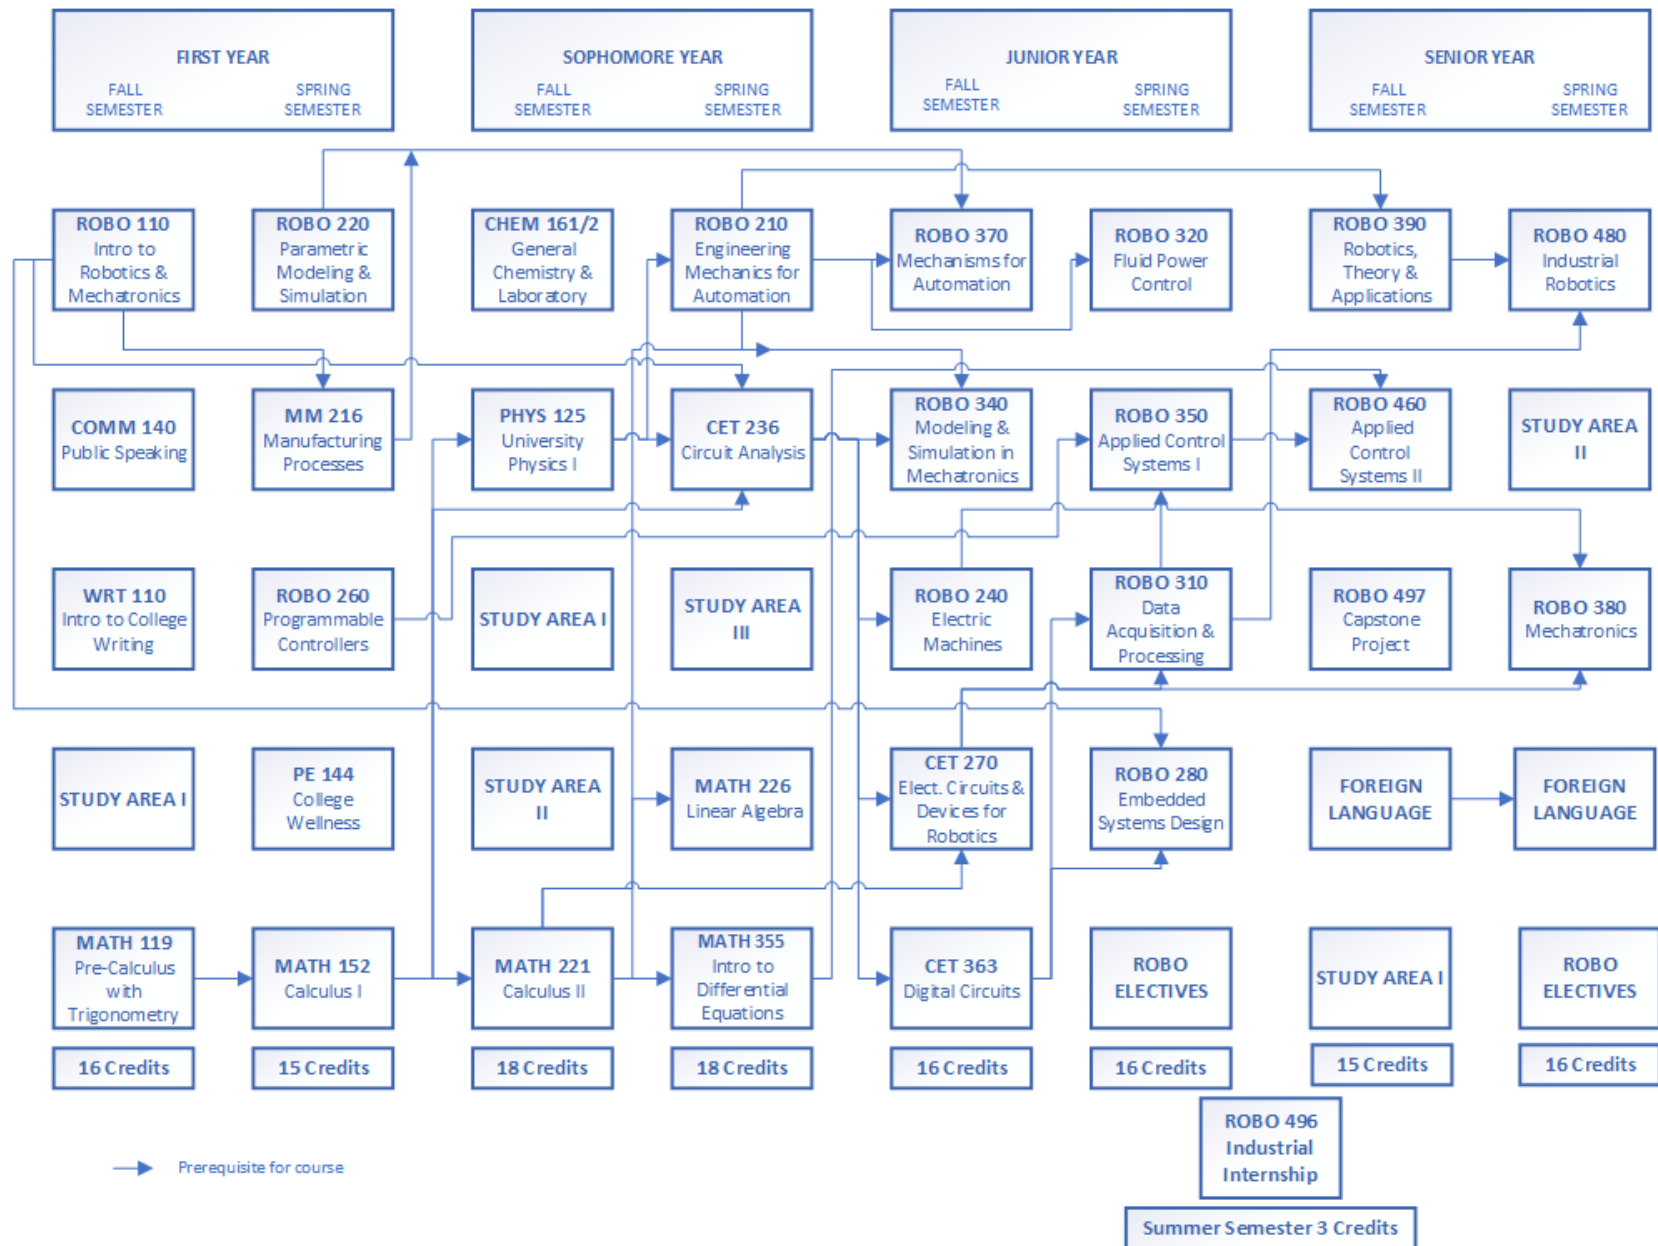 FIRST YEAR
FALL
SEMESTER
SPRING
SEMESTER
SOPHOMORE YEAR
FALL
SEMESTER
SPRING
SEMESTER
JUNIOR YEAR
FALL
SEMESTER
SPRING
SEMESTER
SENIOR YEAR
FALL
SEMESTER
SPRING
SEMESTER
ROBO 110
Intro to
Robotics &
Mechatronics
ROBO 220
Parametric
Modeling &
Simulation
CHEM 161/2
General
Chemistry &
Laboratory
ROBO 210
Engineering
Mechanics for
Automation
ROBO 370
Mechanisms for
Automation
ROBO 320
Fluid Power
Control
ROBO 390
Robotics,
Theory &
Applications
ROBO 480
Industrial
Robotics
COMM 140
Public Speaking
MM 216
Manufacturing
Processes
PHYS 125
University
Physics I
CET 236
Circuit Analysis
ROBO 340
Modeling &
Simulation in
Mechatronics
ROBO 350
Applied Control
Systems I
ROBO 460
Applied
Control
Systems II
STUDY AREA
II
WRT 110
Intro to College
Writing
ROBO 260
Programmable
Controllers
STUDY AREA I
STUDY AREA
III
ROBO 240
Electric
Machines
ROBO 310
Data
Acquisition &
Processing
ROBO 497
Capstone
Project
ROBO 380
Mechatronics
STUDY AREA I
PE 144
College
Wellness
STUDY AREA
II
MATH 226
Linear Algebra
CET 270
Elect. Circuits &
Devices for
Robotics
ROBO 280
Embedded
Systems Design
FOREIGN
LANGUAGE
FOREIGN
LANGUAGE
MATH 119
Pre-Calculus
with
Trigonometry
MATH 152
Calculus I
MATH 221
Calculus II
MATH 355
Intro to
Differential
Equations
CET 363
Digital Circuits
ROBO
ELECTIVES
STUDY AREA I
ROBO
ELECTIVES
16 Credits
15 Credits
18 Credits
18 Credits
16 Credits
16 Credits
15 Credits
16 Credits
ROBO 496
Industrial
Internship
Summer Semester 3 Credits
Prerequisite for course